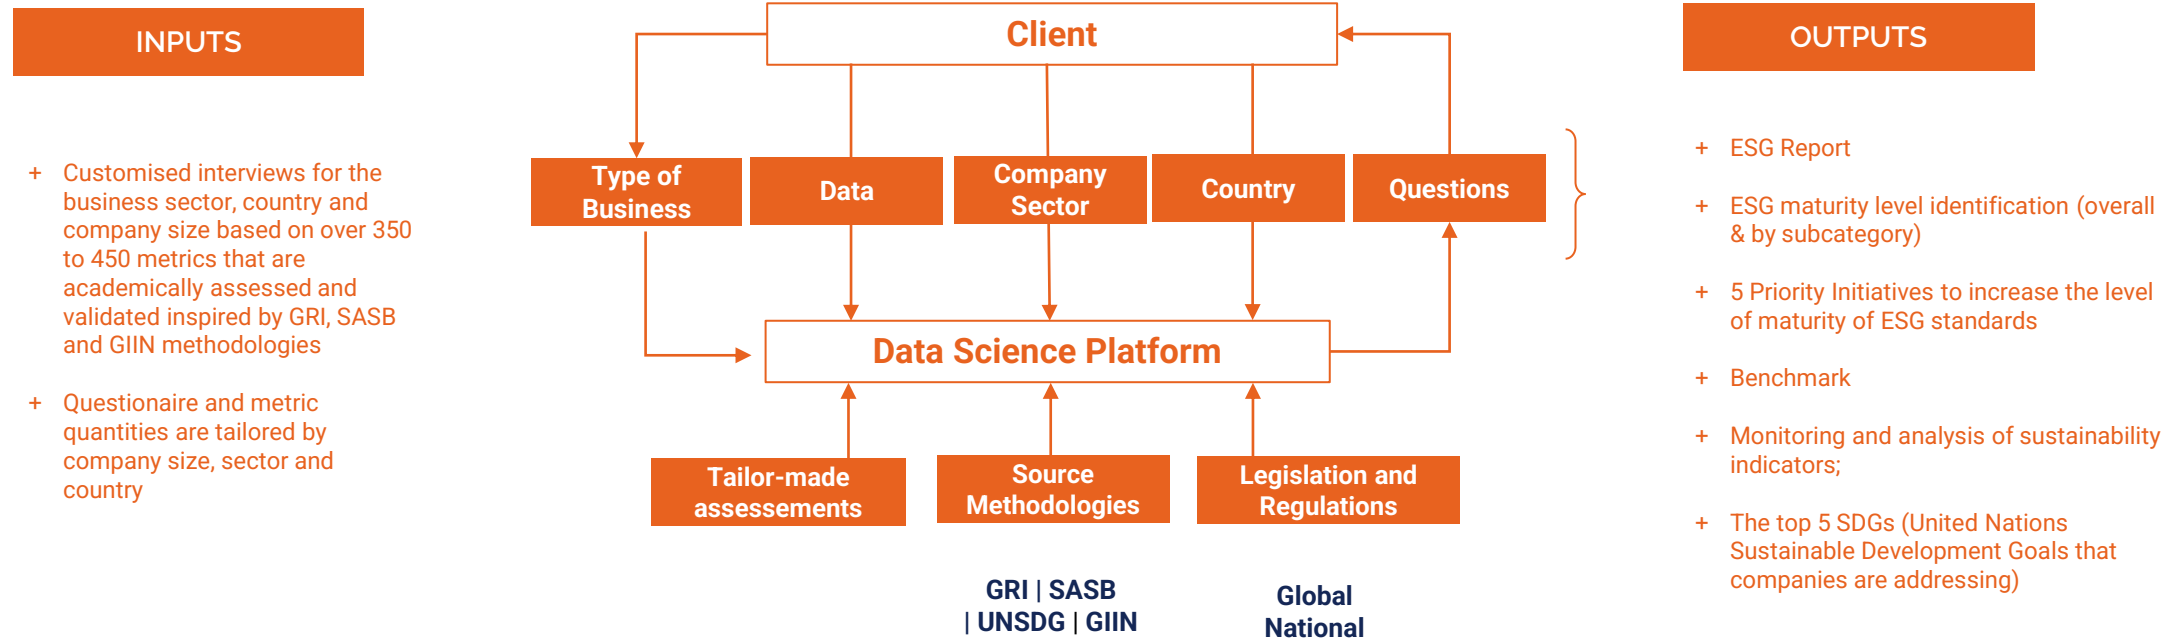 INPUTS
+ Customised interviews for the
business sector, country and
company size based on over 350
to 450 metrics that are
academically assessed and
validated inspired by GRI, SASB
and GIIN methodologies
+ Questionaire and metric
quantities are tailored by
company size, sector and
country
Client
Type of
Business
Data
Company
Sector
Country
Questions
Data Science Platform
Tailor-made
assessements
Source
Methodologies
Legislation and
Regulations
GRI | SASB
| UNSDG | GIIN
Global
National
OUTPUTS
+ ESG Report
+ ESG maturity level identification (overall
& by subcategory)
+ 5 Priority Initiatives to increase the level
of maturity of ESG standards
+ Benchmark
+ Monitoring and analysis of sustainability
indicators;
+ The top 5 SDGs (United Nations
Sustainable Development Goals that
companies are addressing)